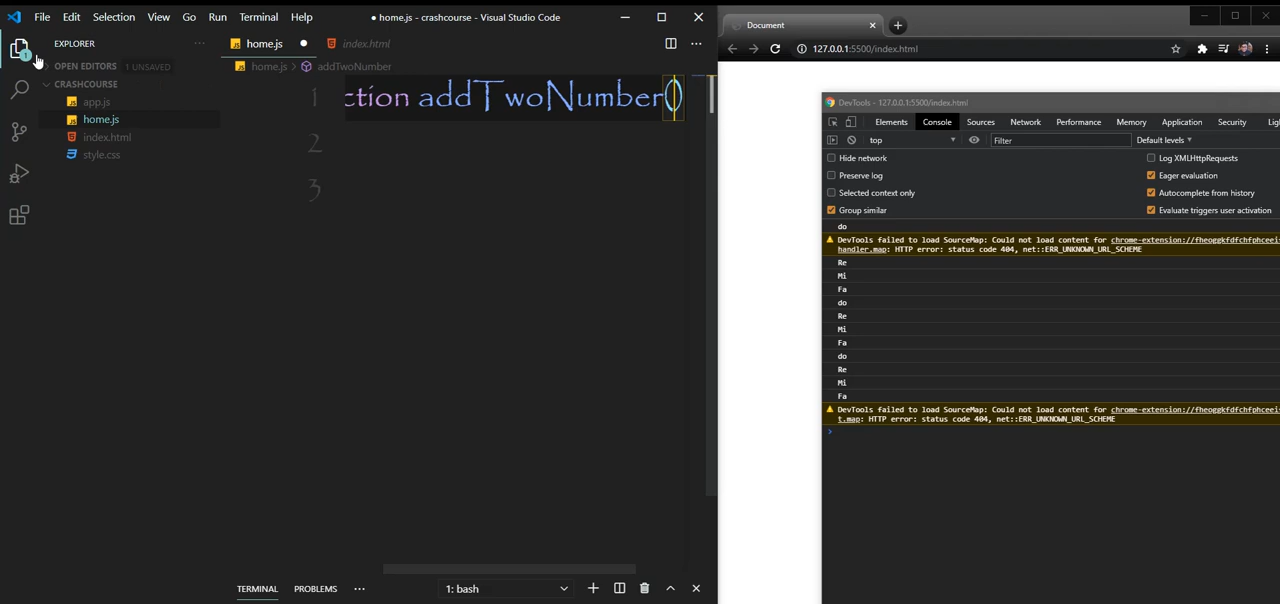 File Edit Selection View Go Run Terminal Help ● home.js - crashcourse - Visual Studio Code
EXPLORER
OPEN EDITORS 1 UNSAVED
CRASHCOURSE
app.js
home.js
index.html
style.css
1
home.js index.html
home.js > addTwoNumber
1 ction addTwoNumber()
2
3
TERMINAL PROBLEMS 1: bash
Document
127.0.0.1:5500/index.html
DevTools - 127.0.0.1:5500/index.html
Elements Console Sources Network Performance Memory Application Security Lig
top Filter Default levels
Hide network Log XMLHttpRequests
Preserve log Eager evaluation
Selected context only Autocomplete from history
Group similar Evaluate triggers user activation
do
DevTools failed to load SourceMap: Could not load content for chrome-extension://fheoggkfdfchfphceei
handler.map: HTTP error: status code 404, net::ERR_UNKNOWN_URL_SCHEME
Re
Mi
Fa
do
Re
Mi
Fa
do
Re
Mi
Fa
DevTools failed to load SourceMap: Could not load content for chrome-extension://fheoggkfdfchfphceei
t.map: HTTP error: status code 404, net::ERR_UNKNOWN_URL_SCHEME